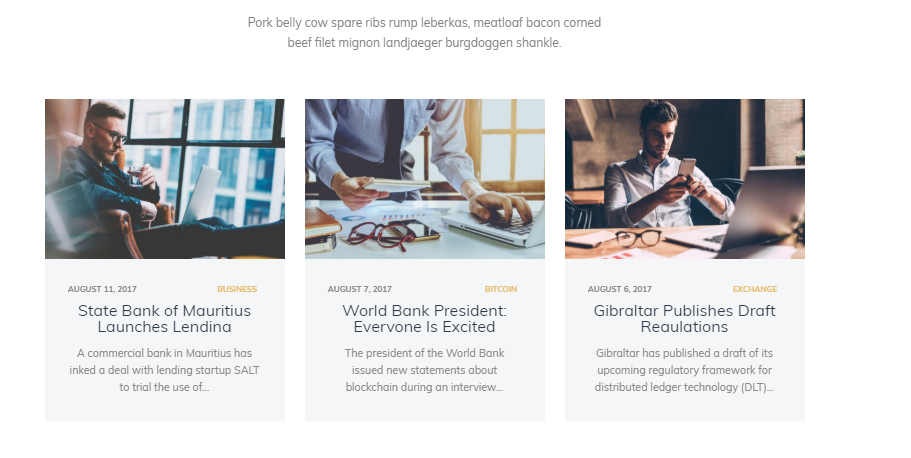 Pork belly cow spare ribs rump leberkas, meatloaf bacon corned
beef filet mignon landjaeger burgdoggen shankle.
AUGUST 11, 2017 BUSINESS
State Bank of Mauritius
Launches Lending
A commercial bank in Mauritius has
inked a deal with lending startup SALT
to trial the use of...
AUGUST 7, 2017 BITCOIN
World Bank President:
Everyone Is Excited
The president of the World Bank
issued new statements about
blockchain during an interview...
AUGUST 6, 2017 EXCHANGE
Gibraltar Publishes Draft
Regulations
Gibraltar has published a draft of its
upcoming regulatory framework for
distributed ledger technology (DLT)...